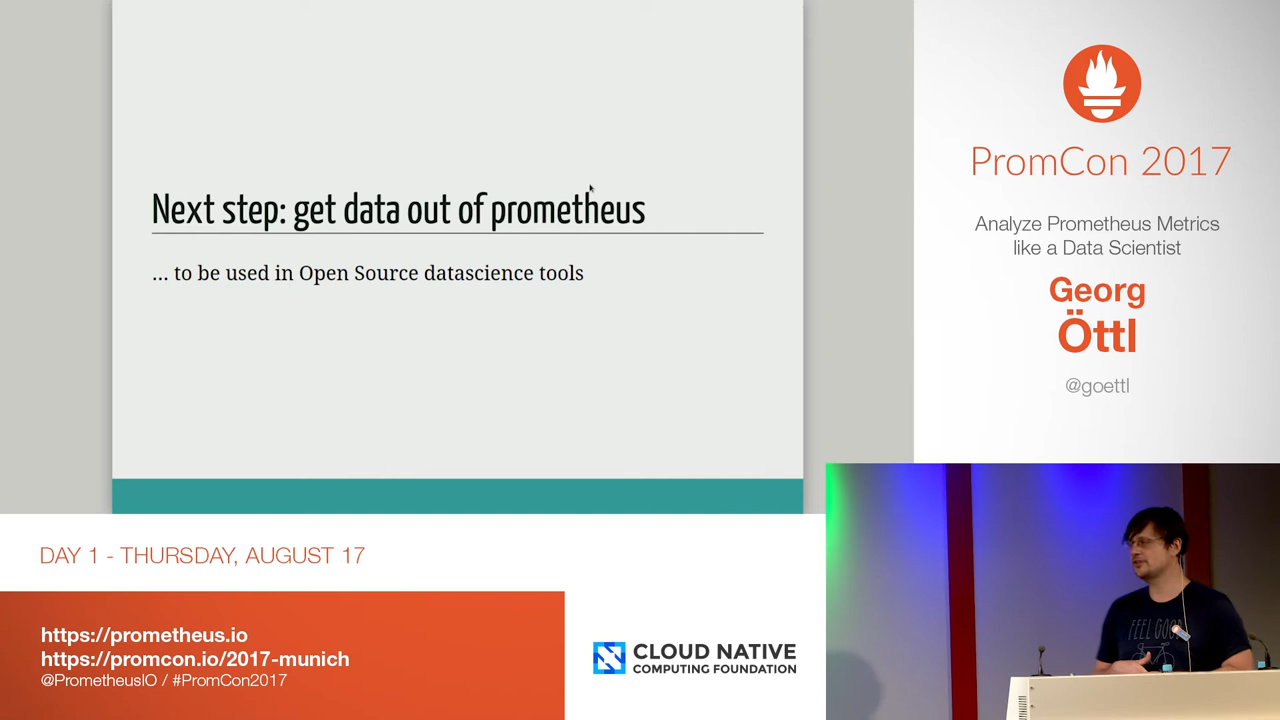 Next step: get data out of prometheus
... to be used in Open Source datascience tools
PromCon 2017
Analyze Prometheus Metrics
like a Data Scientist
Georg
Öttl
@goettl
DAY 1 - THURSDAY, AUGUST 17
https://prometheus.io
https://promcon.io/2017-munich
@PrometheusIO / #PromCon2017
CLOUD NATIVE
COMPUTING FOUNDATION
FEEL GOOD